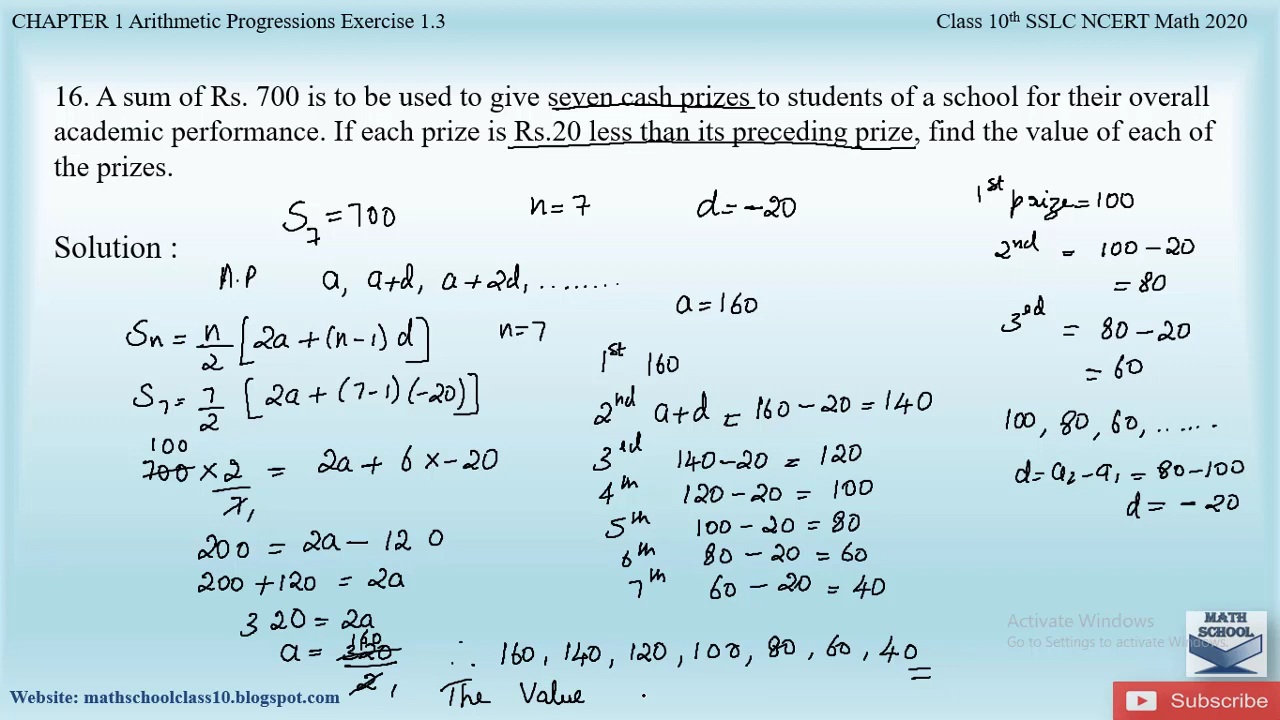 CHAPTER 1 Arithmetic Progressions Exercise 1.3
Class 10th SSLC NCERT Math 2020
16. A sum of Rs. 700 is to be used to give seven cash prizes to students of a school for their overall
academic performance. If each prize is Rs.20 less than its preceding prize, find the value of each of
the prizes.
S7 = 700
n = 7
d = -20
Solution :
A.P a, a+d, a+2d, ........
Sn = n/2 [2a + (n-1) d]
n=7
S7 = 7/2 [2a + (7-1)(-20)]
100
700 × 2/7 1 = 2a + 6 × -20
200 = 2a - 120
200 + 120 = 2a
320 = 2a
160
a = 320/2 1
a = 160
1st 160
2nd a+d = 160 - 20 = 140
3rd 140-20 = 120
4th 120-20 = 100
5th 100-20 = 80
6th 80 - 20 = 60
7th 60 - 20 = 40
∴ 160, 140, 120, 100, 80, 60, 40
The Value
1st prize = 100
2nd = 100 - 20
= 80
3rd = 80 - 20
= 60
100, 80, 60, ......
d = a2 - a1 = 80-100
d = -20
Activate Windows
Go to Settings to activate Windows.
MATH
SCHOOL
Website: mathschoolclass10.blogspot.com
Subscribe